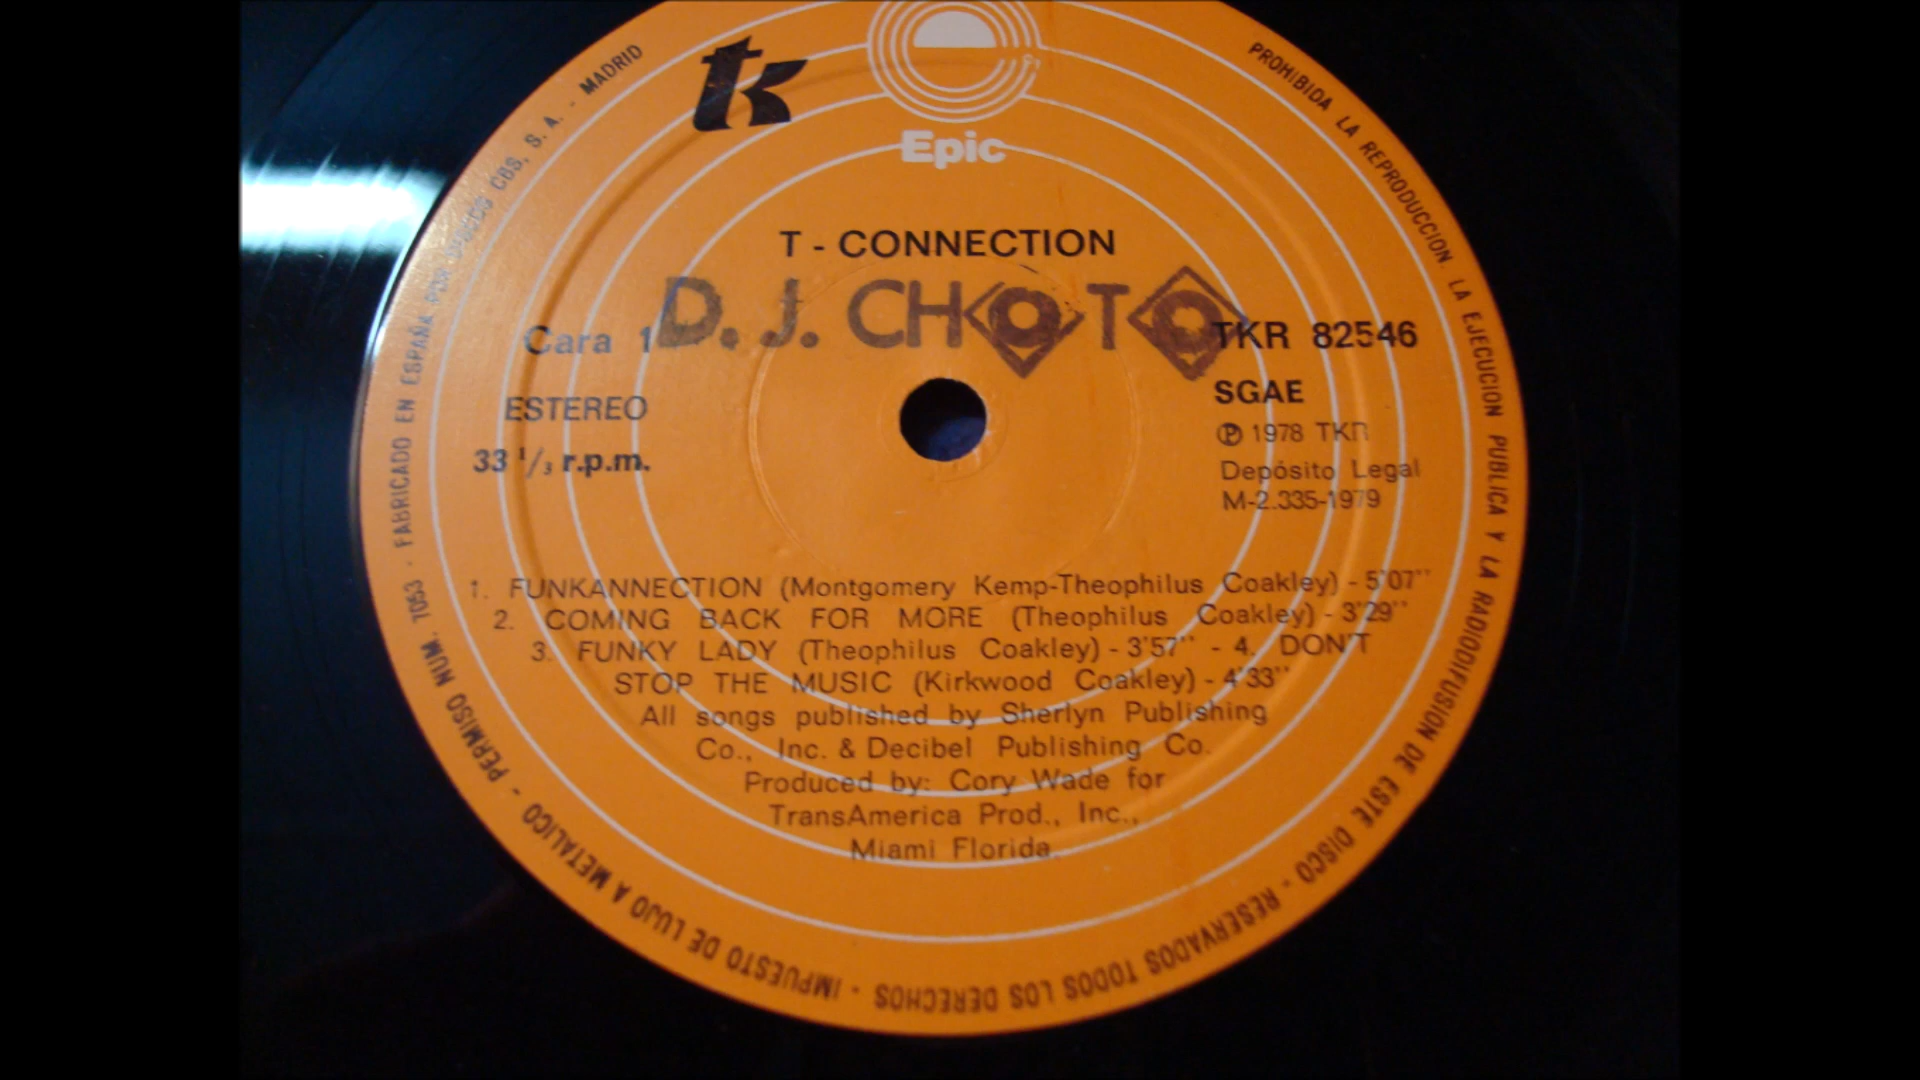 tk
Epic
T - CONNECTION
D. J. CHOTO
Cara 1
ESTEREO
33 1/3 r.p.m.
TKR 82546
SGAE
Ⓟ 1978 TKR
Depósito Legal
M-2.335-1979
1. FUNKANNECTION (Montgomery Kemp-Theophilus Coakley) - 5'07''
2. COMING BACK FOR MORE (Theophilus Coakley) - 3'29''
3. FUNKY LADY (Theophilus Coakley) - 3'57'' - 4. DON'T
STOP THE MUSIC (Kirkwood Coakley) - 4'33''
All songs published by Sherlyn Publishing
Co., Inc. & Decibel Publishing Co.
Produced by: Cory Wade for
TransAmerica Prod., Inc.,
Miami Florida.
PROHIBIDA LA REPRODUCCION. LA EJECUCION PUBLICA Y LA RADIODIFUSION DE ESTE DISCO - RESERVADOS TODOS LOS DERECHOS - IMPUESTO DE LUJO A METALICO - PERMISO NUM. 7053 - FABRICADO EN ESPAÑA POR DISCOS CBS, S. A. - MADRID